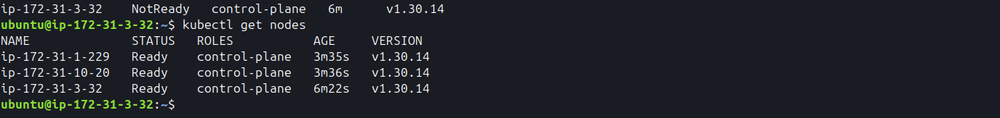 ip-172-31-3-32    NotReady   control-plane   6m      v1.30.14
ubuntu@ip-172-31-3-32:~$ kubectl get nodes
NAME              STATUS   ROLES           AGE     VERSION
ip-172-31-1-229   Ready    control-plane   3m35s   v1.30.14
ip-172-31-10-20   Ready    control-plane   3m36s   v1.30.14
ip-172-31-3-32    Ready    control-plane   6m22s   v1.30.14
ubuntu@ip-172-31-3-32:~$